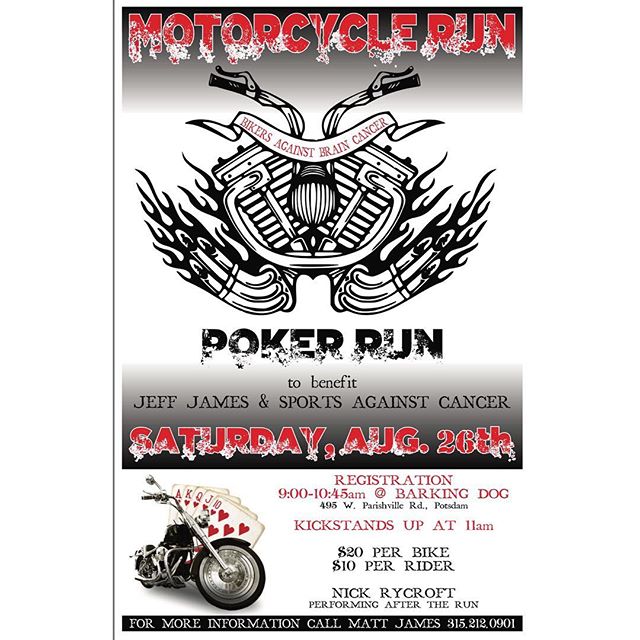 MOTORCYCLE RUN
BIKERS AGAINST BRAIN CANCER
POKER RUN
to benefit
JEFF JAMES & SPORTS AGAINST CANCER
SATURDAY, AUG. 26th
A K Q J 10
REGISTRATION
9:00-10:45am @ BARKING DOG
495 W. Parishville Rd., Potsdam
KICKSTANDS UP AT 11am
$20 PER BIKE
$10 PER RIDER
NICK RYCROFT
PERFORMING AFTER THE RUN
FOR MORE INFORMATION CALL MATT JAMES 315.212.0901